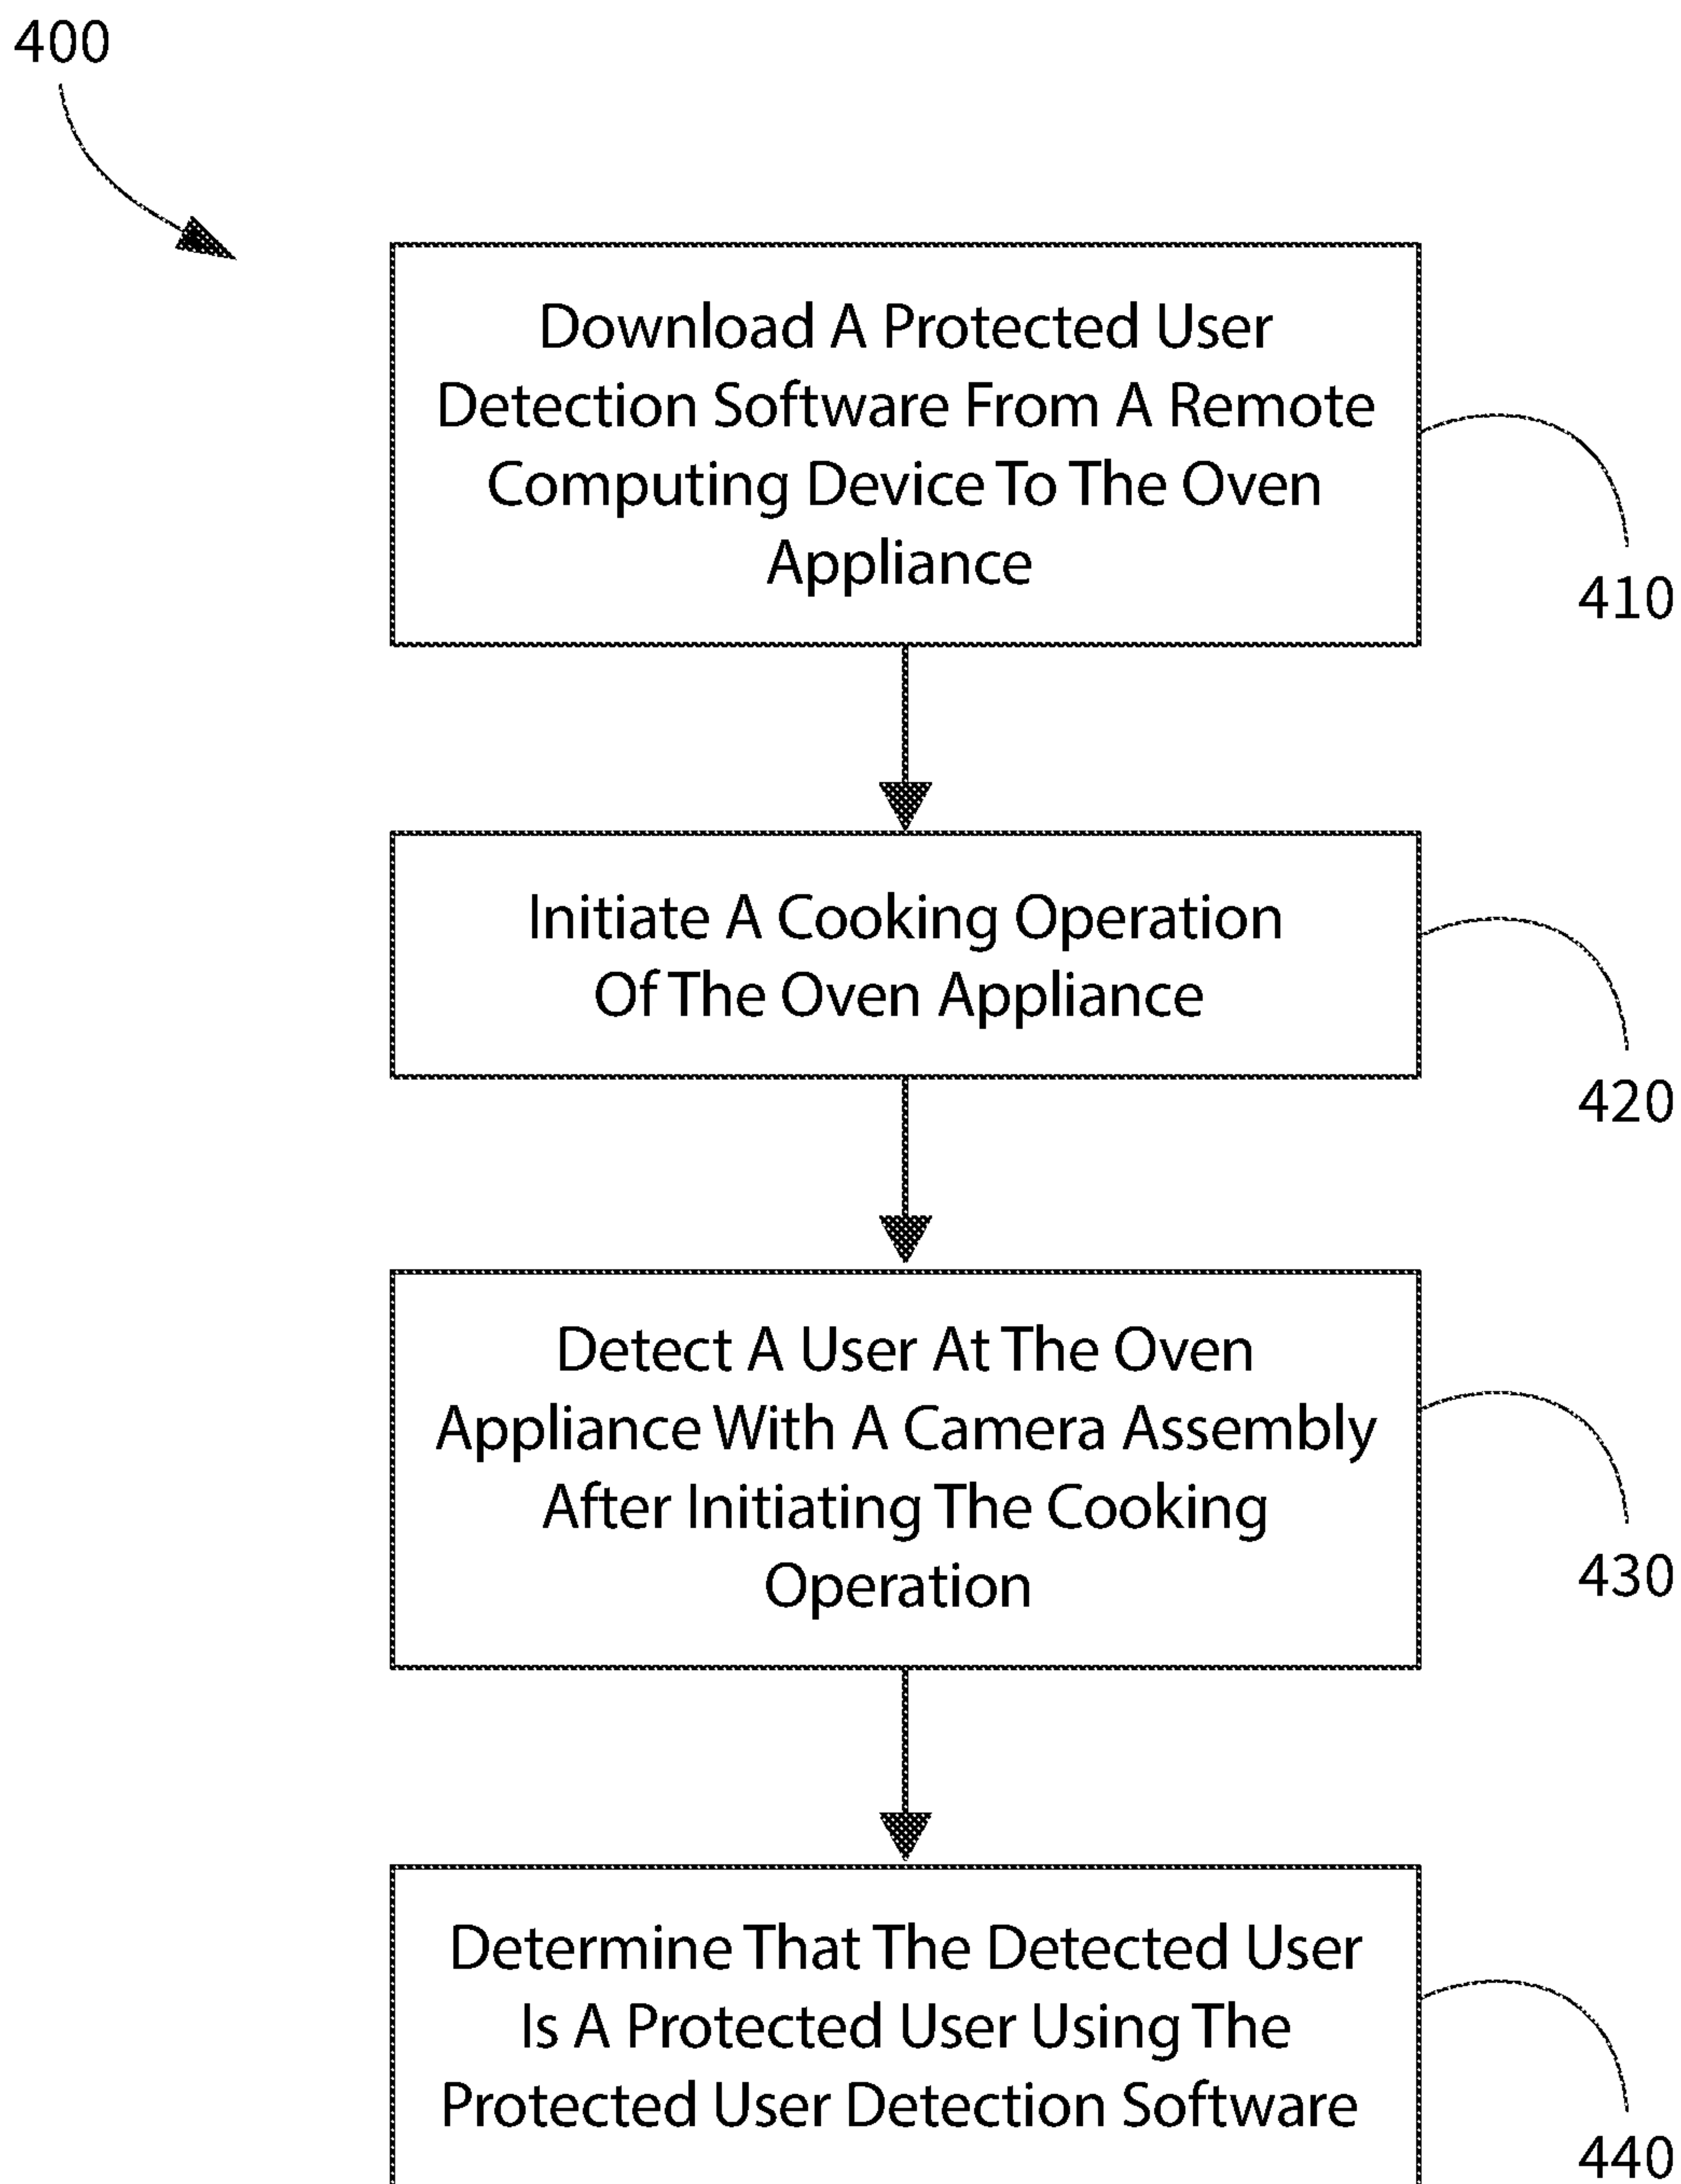 400
Download A Protected User
Detection Software From A Remote
Computing Device To The Oven
Appliance
410
Initiate A Cooking Operation
Of The Oven Appliance
420
Detect A User At The Oven
Appliance With A Camera Assembly
After Initiating The Cooking
Operation
430
Determine That The Detected User
Is A Protected User Using The
Protected User Detection Software
440